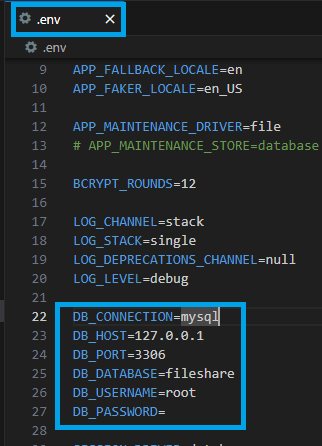 .env
.env
9 APP_FALLBACK_LOCALE=en
10 APP_FAKER_LOCALE=en_US
11
12 APP_MAINTENANCE_DRIVER=file
13 # APP_MAINTENANCE_STORE=database
14
15 BCRYPT_ROUNDS=12
16
17 LOG_CHANNEL=stack
18 LOG_STACK=single
19 LOG_DEPRECATIONS_CHANNEL=null
20 LOG_LEVEL=debug
21
22 DB_CONNECTION=mysql
23 DB_HOST=127.0.0.1
24 DB_PORT=3306
25 DB_DATABASE=fileshare
26 DB_USERNAME=root
27 DB_PASSWORD=
28